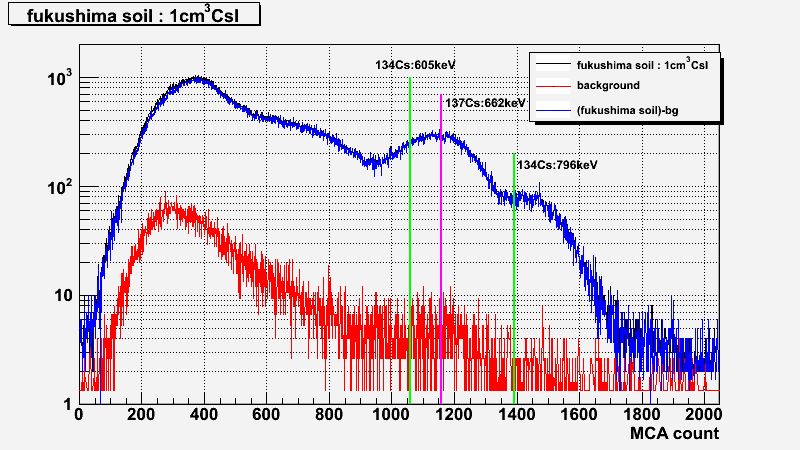 fukushima soil : 1cm³CsI
134Cs:605keV
137Cs:662keV
134Cs:796keV
fukushima soil : 1cm³CsI
background
(fukushima soil)-bg
10³
10²
10
1
0 200 400 600 800 1000 1200 1400 1600 1800 2000
MCA count